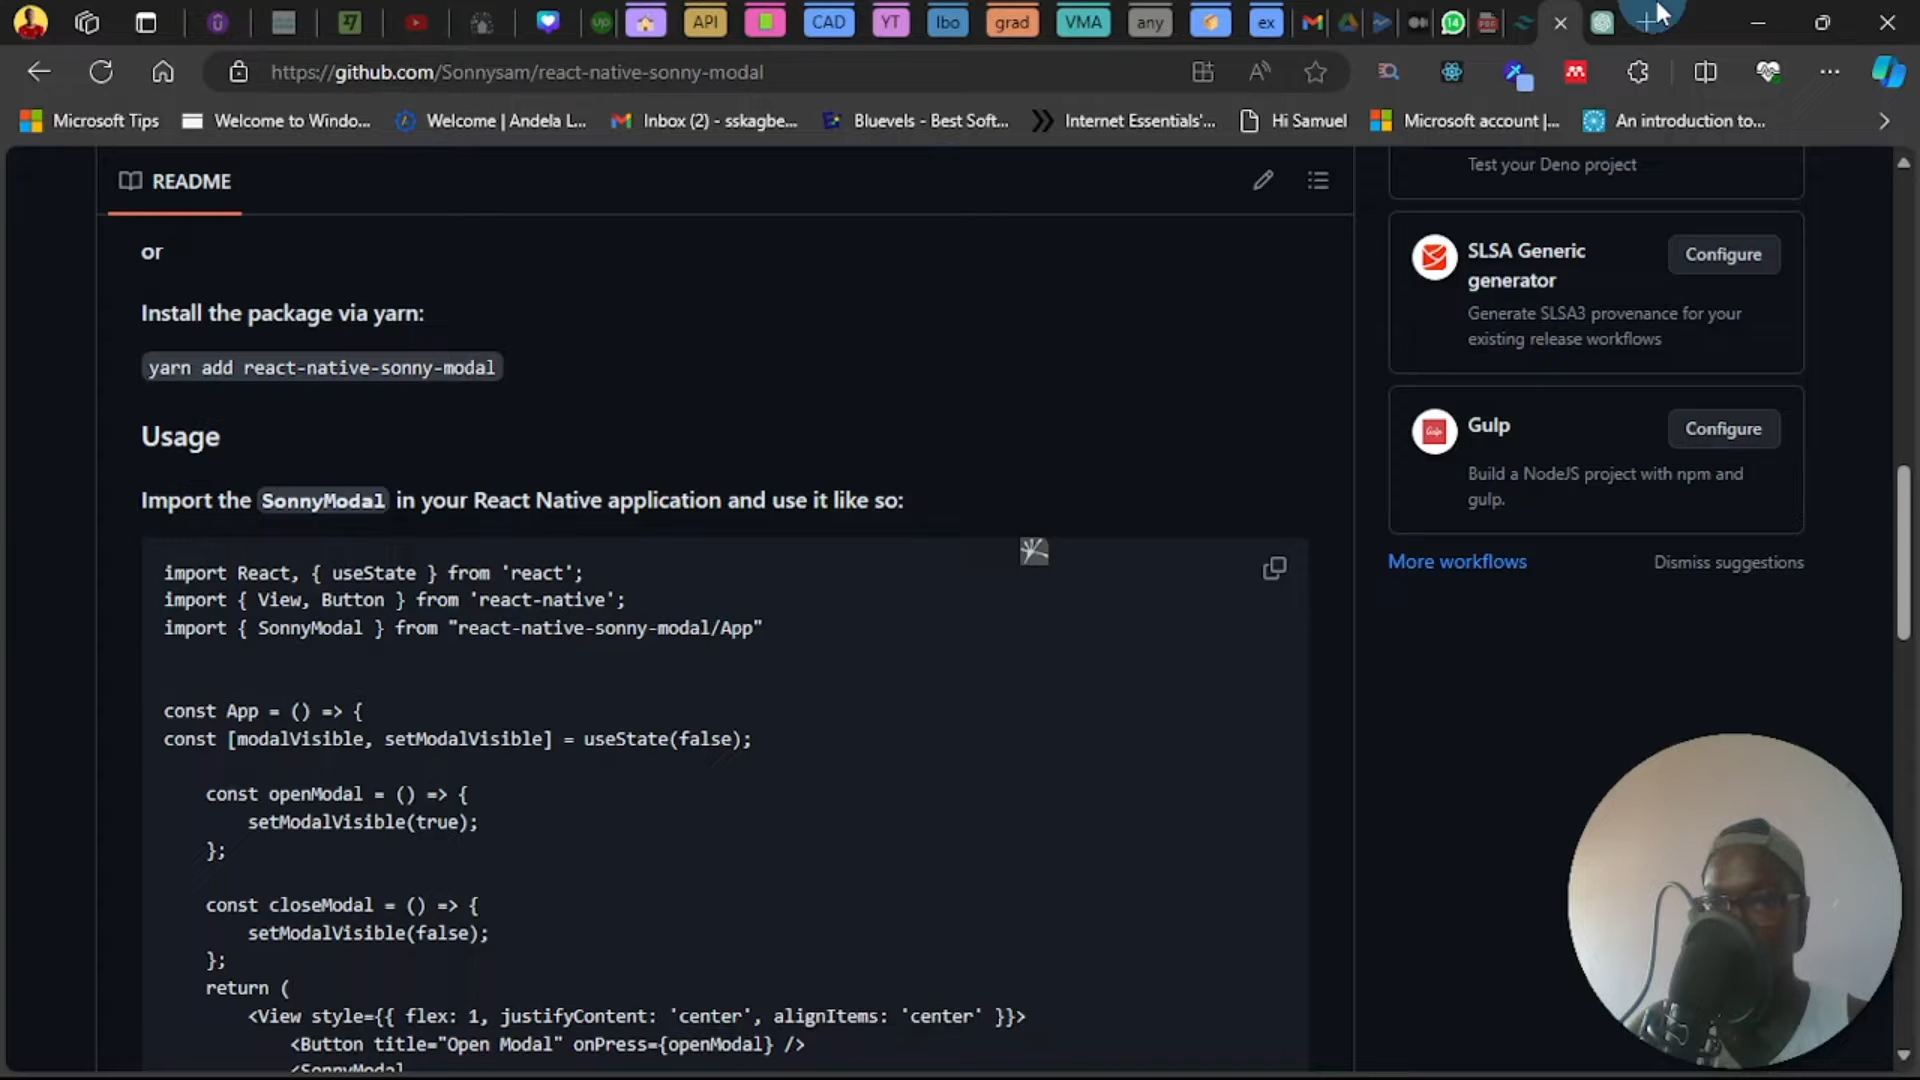 up
API
CAD
YT
lbo
grad
VMA
any
ex
14
https://github.com/Sonnysam/react-native-sonny-modal
Microsoft Tips
Welcome to Windo...
Welcome | Andela L...
Inbox (2) - sskagbe...
Bluevels - Best Soft...
Internet Essentials'...
Hi Samuel
Microsoft account |...
An introduction to...
README
or
Install the package via yarn:
yarn add react-native-sonny-modal
Usage
Import the SonnyModal in your React Native application and use it like so:
import React, { useState } from 'react';
import { View, Button } from 'react-native';
import { SonnyModal } from "react-native-sonny-modal/App"
const App = () => {
const [modalVisible, setModalVisible] = useState(false);
const openModal = () => {
setModalVisible(true);
};
const closeModal = () => {
setModalVisible(false);
};
return (
<View style={{ flex: 1, justifyContent: 'center', alignItems: 'center' }}>
<Button title="Open Modal" onPress={openModal} />
<SonnyModal
Test your Deno project
SLSA Generic
generator
Configure
Generate SLSA3 provenance for your
existing release workflows
Gulp
Configure
Build a NodeJS project with npm and
gulp.
More workflows
Dismiss suggestions